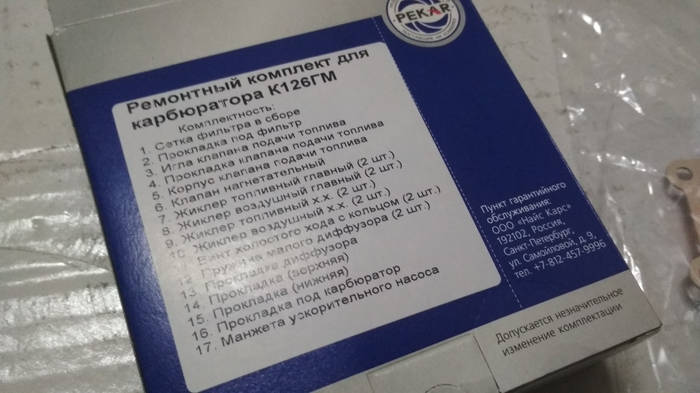 PEKAR
Ремонтный комплект для
карбюратора К126ГМ
Комплектность:
1. Сетка фильтра в сборе
2. Прокладка под фильтр
3. Игла клапана подачи топлива
4. Прокладка клапана подачи топлива
5. Корпус клапана подачи топлива
6. Клапан нагнетательный
7. Жиклер топливный главный (2 шт.)
8. Жиклер воздушный главный (2 шт.)
9. Жиклер топливный х.х. (2 шт.)
10. Жиклер воздушный х.х. (2 шт.)
11. Винт холостого хода с кольцом (2 шт.)
12. Пружина малого диффузора (2 шт.)
13. Прокладка диффузора
14. Прокладка (верхняя)
15. Прокладка (нижняя)
16. Прокладка под карбюратор
17. Манжета ускорительного насоса
Пункт гарантийного
обслуживания:
ООО «Найс Карс»
192102, Россия,
Санкт-Петербург,
ул. Самойловой, д. 9,
тел. +7-812-457-9996
Допускается незначительное
изменение комплектации